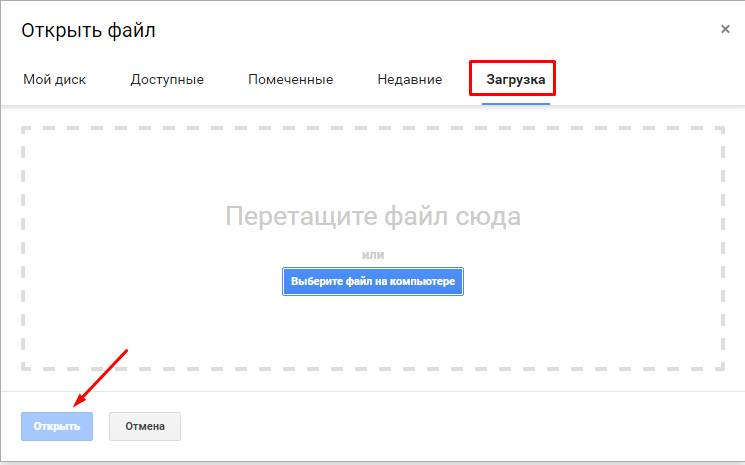 Открыть файл
Мой диск Доступные Помеченные Недавние Загрузка
Перетащите файл сюда
или
Выберите файл на компьютере
Открыть Отмена